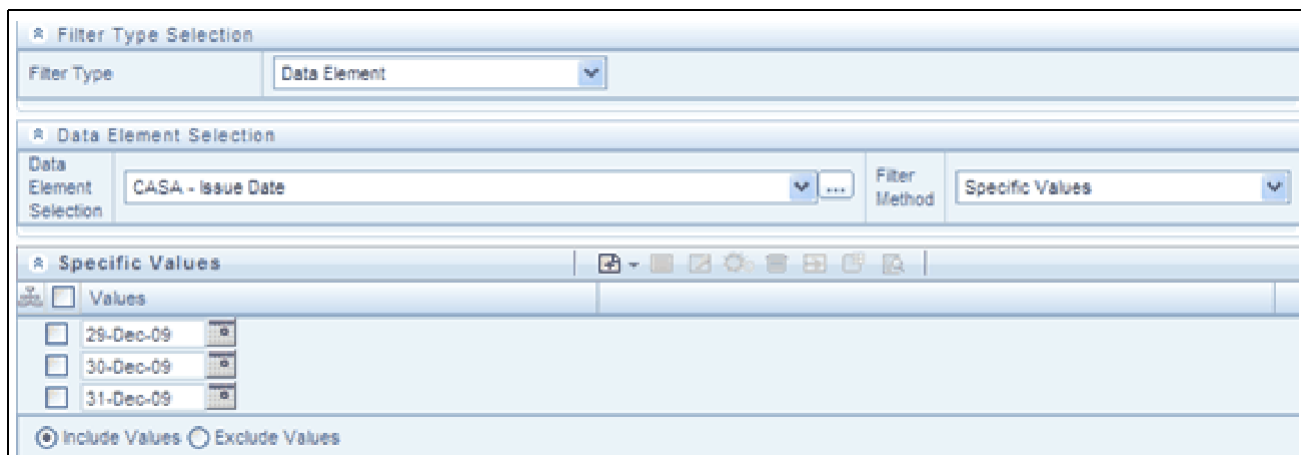 Filter Type Selection
Filter Type Data Element
Data Element Selection
Data Element Selection CASA - Issue Date ... Filter Method Specific Values
Specific Values
Values
29-Dec-09
30-Dec-09
31-Dec-09
Include Values Exclude Values